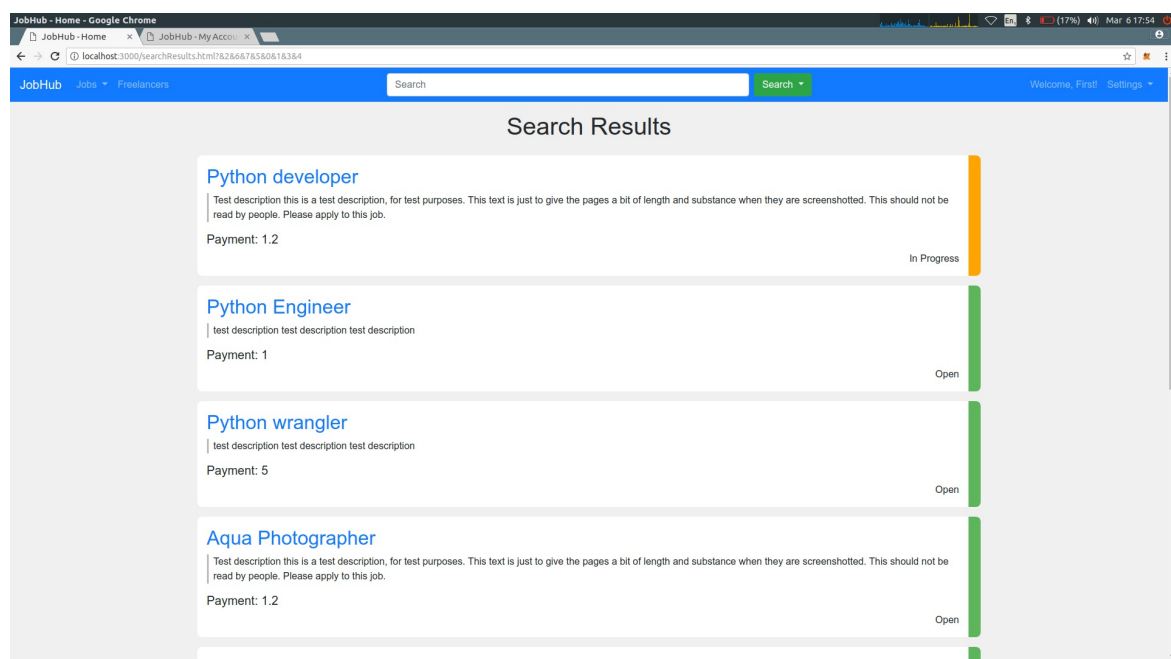 JobHub - Home - Google Chrome
En
(17%)
Mar 6 17:54
JobHub - Home
JobHub - My Accou
localhost:3000/searchResults.html?&2&6&7&5&0&1&3&4
JobHub
Jobs
Freelancers
Search
Search
Welcome, First!
Settings
Search Results
Python developer
Test description this is a test description, for test purposes. This text is just to give the pages a bit of length and substance when they are screenshotted. This should not be
read by people. Please apply to this job.
Payment: 1.2
In Progress
Python Engineer
test description test description test description
Payment: 1
Open
Python wrangler
test description test description test description
Payment: 5
Open
Aqua Photographer
Test description this is a test description, for test purposes. This text is just to give the pages a bit of length and substance when they are screenshotted. This should not be
read by people. Please apply to this job.
Payment: 1.2
Open